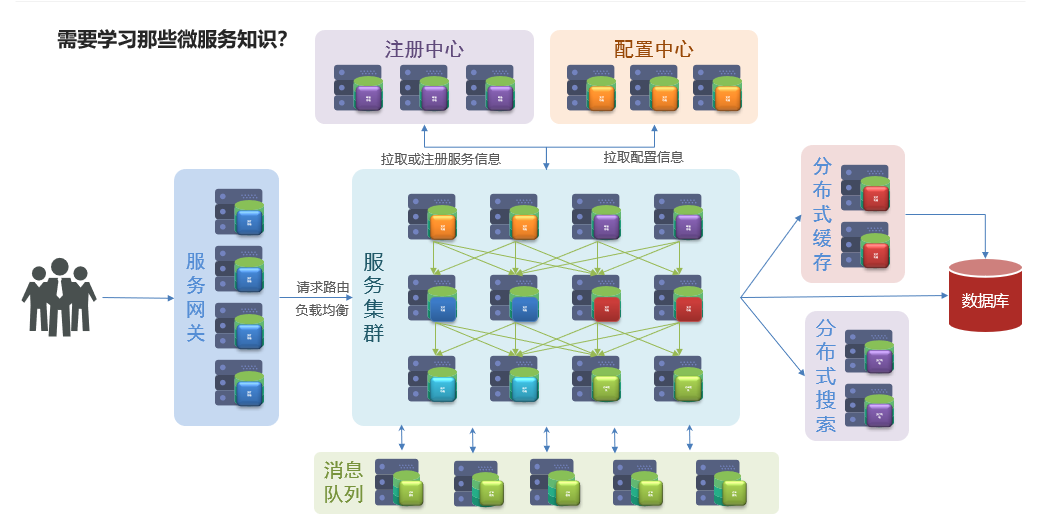 需要学习那些微服务知识?
注册中心
配置中心
拉取或注册服务信息
拉取配置信息
服务网关
请求路由
负载均衡
服务集群
分布式缓存
数据库
分布式搜索
消息
队列